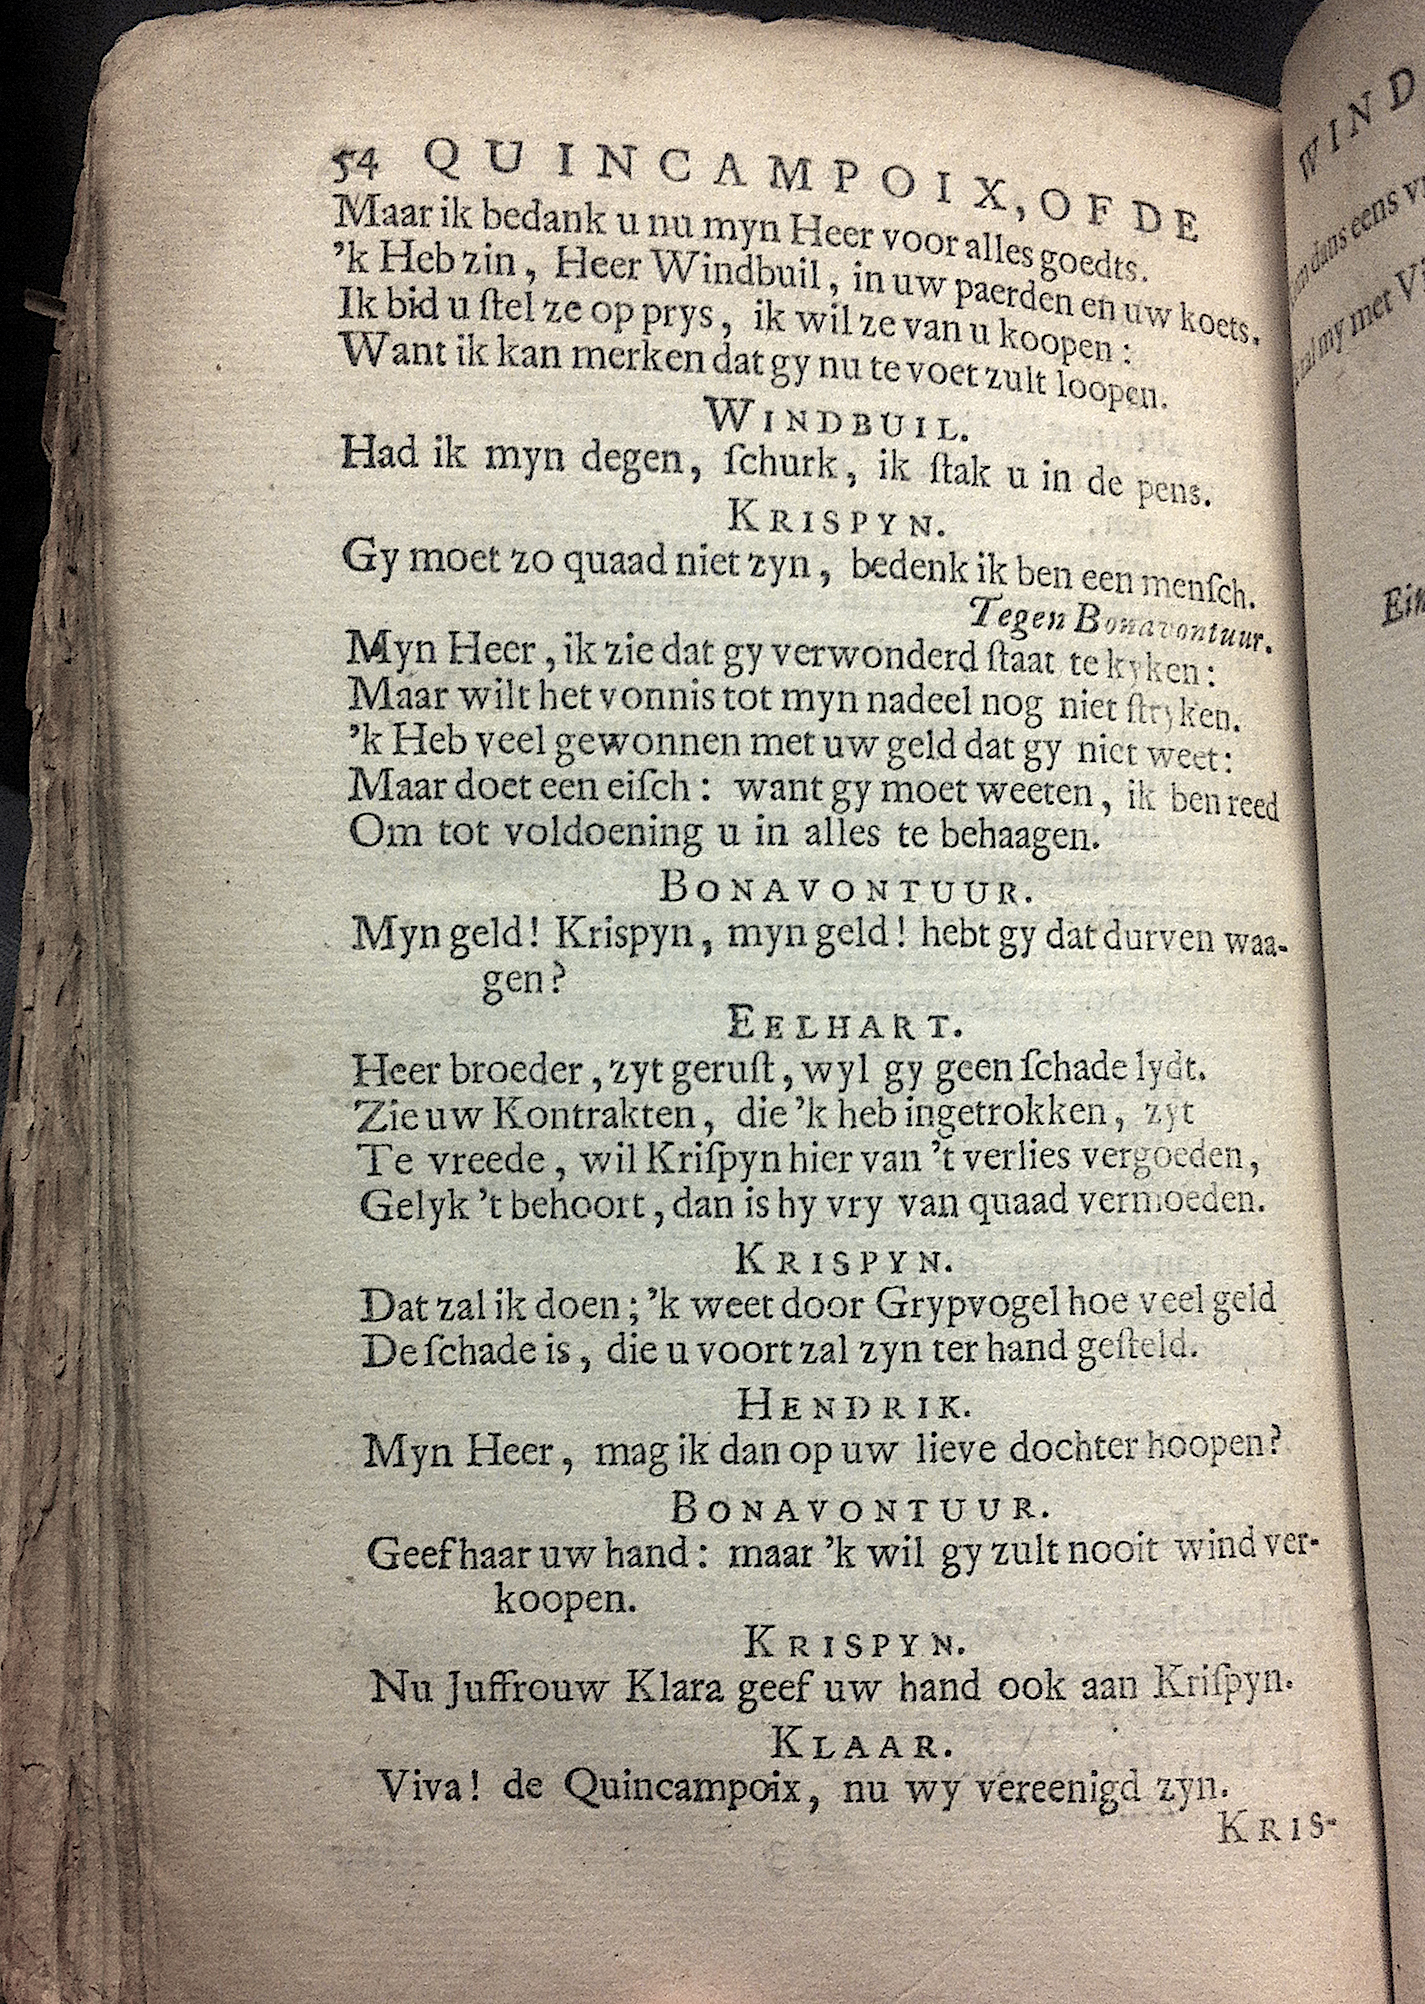 54 QUINCAMPOIX, OF DE
Maar ik bedank u nu myn Heer voor alles goedts.
'k Heb zin, Heer Windbuil, in uw paerden en uw koets.
Ik bid u ſtel ze op prys, ik wil ze van u koopen:
Want ik kan merken dat gy nu te voet zult loopen.
WINDBUIL.
Had ik myn degen, ſchurk, ik ſtak u in de pens.
KRISPYN.
Gy moet zo quaad niet zyn, bedenk ik ben een menſch.
Tegen Bonavontuur.
Myn Heer, ik zie dat gy verwonderd ſtaat te kyken:
Maar wilt het vonnis tot myn nadeel nog niet ſtryken.
'k Heb veel gewonnen met uw geld dat gy niet weet:
Maar doet een eiſch: want gy moet weeten, ik ben reed
Om tot voldoening u in alles te behaagen.
BONAVONTUUR.
Myn geld! Krispyn, myn geld! hebt gy dat durven waa-
gen?
EELHART.
Heer broeder, zyt geruſt, wyl gy geen ſchade lydt.
Zie uw Kontrakten, die 'k heb ingetrokken, zyt
Te vreede, wil Kriſpyn hier van 't verlies vergoeden,
Gelyk 't behoort, dan is hy vry van quaad vermoeden.
KRISPYN.
Dat zal ik doen; 'k weet door Grypvogel hoe veel geld
De ſchade is, die u voort zal zyn ter hand geſteld.
HENDRIK.
Myn Heer, mag ik dan op uw lieve dochter hoopen?
BONAVONTUUR.
Geef haar uw hand: maar 'k wil gy zult nooit wind ver-
koopen.
KRISPYN.
Nu Juffrouw Klara geef uw hand ook aan Kriſpyn.
KLAAR.
Viva! de Quincampoix, nu wy vereenigd zyn.
KRIS-
WIND
dans eens
my met
Ein